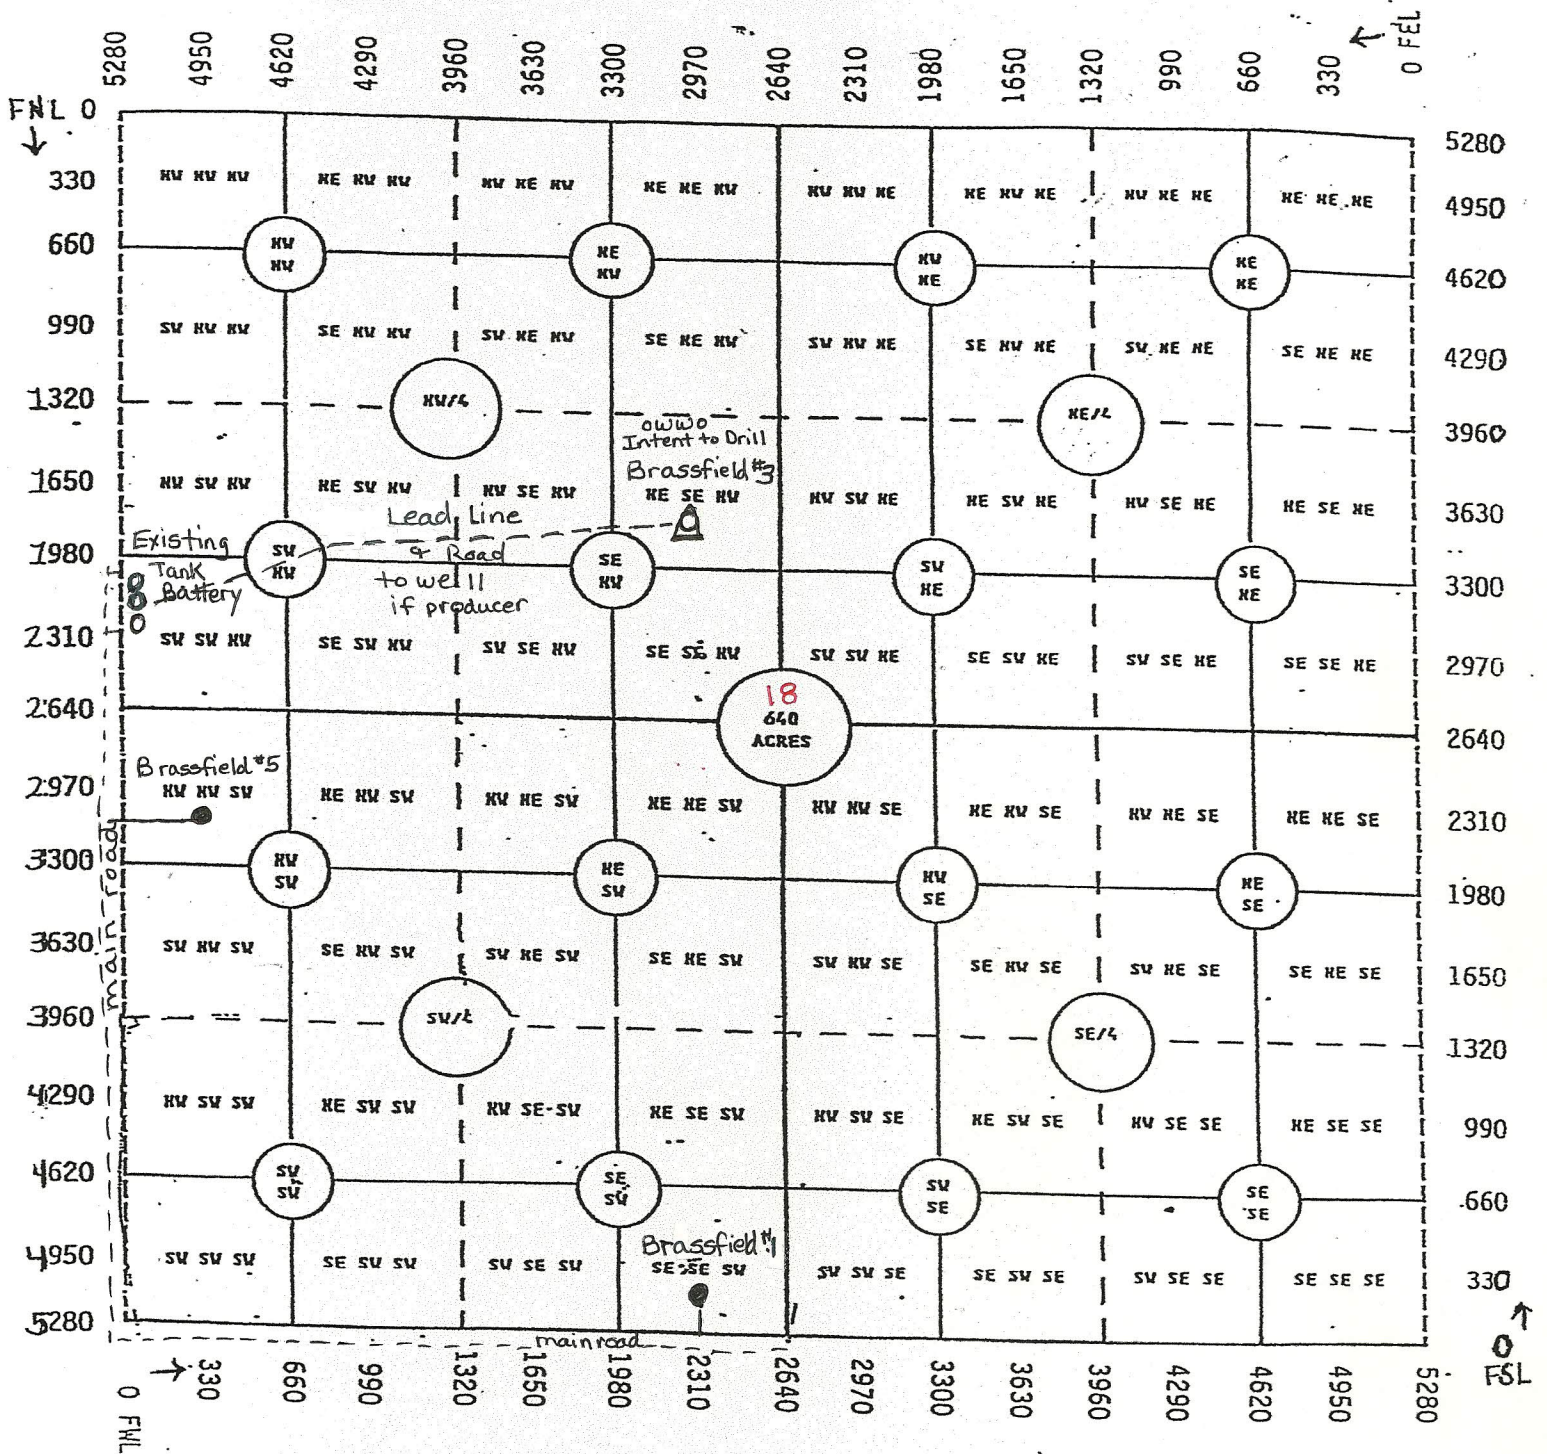 5280 4950 4620 4290 3960 3630 3300 2970 2640 2310 1980 1650 1320 990 660 330 0 FEL
FNL 0
5280
330 NW NW NW NE NW NW NW NE NW NE NE NW NW NW NE NE NW NE NW NE NE NE NE NE 4950
660 4620
NW
NW
NE
NW
NW
NE
NE
NE
990 SW NW NW SE NW NW SW NE NW SE NE NW SW NW NE SE NW NE SW NE NE SE NE NE 4290
1320 NW/4 NE/4 3960
OWWO
Intent to Drill
Brassfield #3
1650 NW SW NW NE SW NW NW SE NW NE SE NW NW SW NE NE SW NE NW SE NE NE SE NE 3630
Lead Line
& Road
to well
if producer
Existing
Tank
Battery
1980 3300
SW
NW
SE
NW
SW
NE
SE
NE
2310 SW SW NW SE SW NW SW SE NW SE SE NW SW SW NE SE SW NE SW SE NE SE SE NE 2970
2640 2640
18
640
ACRES
Brassfield #5
2970 NW NW SW NE NW SW NW NE SW NE NE SW NW NW SE NE NW SE NW NE SE NE NE SE 2310
main road
3300 1980
NW
SW
NE
SW
NW
SE
NE
SE
3630 SW NW SW SE NW SW SW NE SW SE NE SW SW NW SE SE NW SE SW NE SE SE NE SE 1650
3960 SW/4 SE/4 1320
4290 NW SW SW NE SW SW NW SE SW NE SE SW NW SW SE NE SW SE NW SE SE NE SE SE 990
4620 660
SW
SW
SE
SW
SW
SE
SE
SE
Brassfield #1
4950 SW SW SW SE SW SW SW SE SW SE SE SW SW SW SE SE SW SE SW SE SE SE SE SE 330
5280
main road
0
FSL
0 FWL 330 660 990 1320 1650 1980 2310 2640 2970 3300 3630 3960 4290 4620 4950 5280